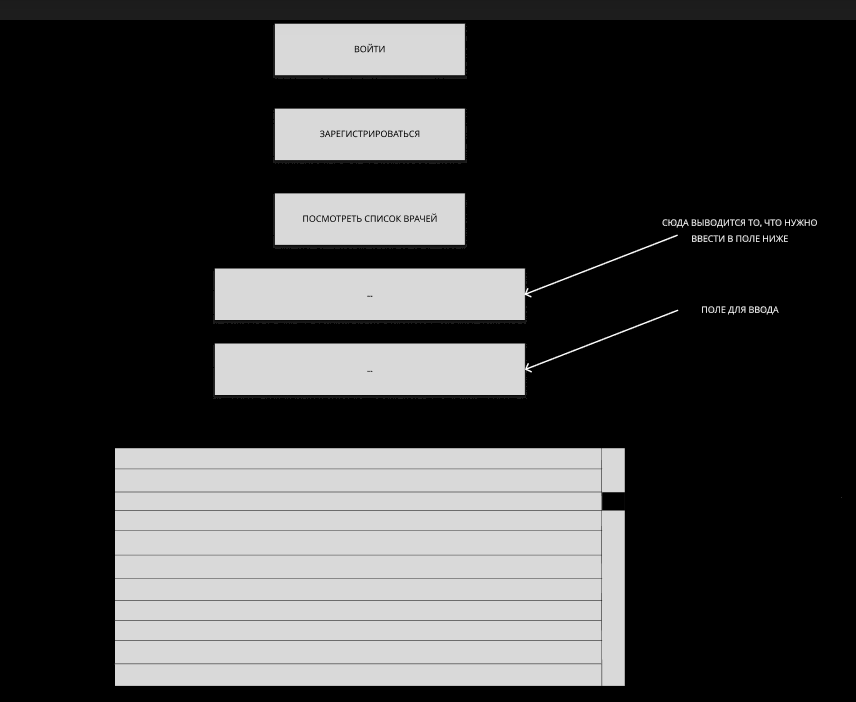 ВОЙТИ
ЗАРЕГИСТРИРОВАТЬСЯ
ПОСМОТРЕТЬ СПИСОК ВРАЧЕЙ
СЮДА ВЫВОДИТСЯ ТО, ЧТО НУЖНО
ВВЕСТИ В ПОЛЕ НИЖЕ
...
ПОЛЕ ДЛЯ ВВОДА
...